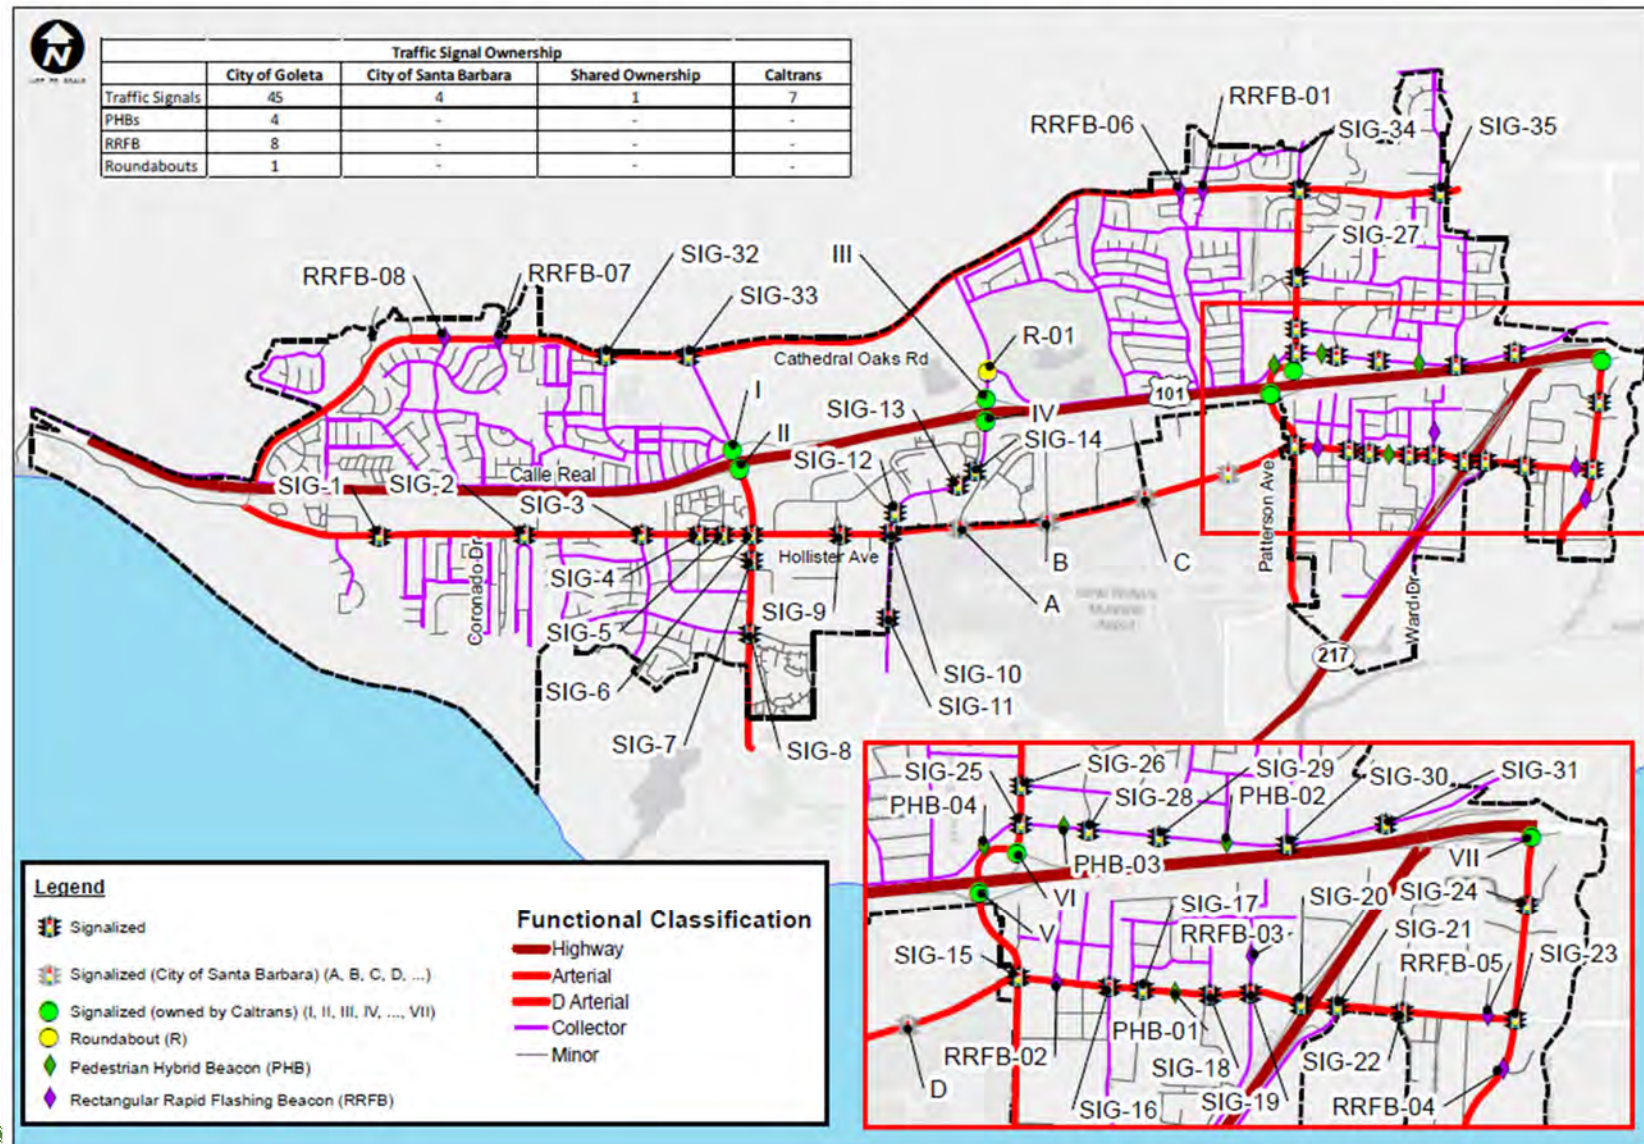 N
Traffic Signal Ownership
City of Goleta City of Santa Barbara Shared Ownership Caltrans
Traffic Signals 45 4 1 7
PHBs 4 - - -
RRFB 8 - - -
Roundabouts 1 - - -
RRFB-01
RRFB-06
SIG-34
SIG-35
SIG-27
SIG-32
III
RRFB-08
RRFB-07
SIG-33
R-01
Cathedral Oaks Rd
I
101
SIG-13
IV
II
SIG-14
SIG-12
Calle Real
SIG-1
SIG-2
SIG-3
Patterson Ave
Hollister Ave
B
C
SIG-4
A
Coronado Dr
SIG-9
SIG-5
Ward Dr
217
SIG-10
SIG-6
SIG-11
SIG-7
SIG-8
SIG-25
SIG-26
SIG-29
SIG-30
SIG-31
PHB-04
SIG-28
PHB-02
PHB-03
VII
VI
SIG-17
SIG-20
SIG-24
V
RRFB-03
SIG-21
SIG-15
RRFB-05
SIG-23
PHB-01
RRFB-02
SIG-18
SIG-22
D
SIG-16
SIG-19
RRFB-04
Legend
Signalized
Signalized (City of Santa Barbara) (A, B, C, D, ...)
Signalized (owned by Caltrans) (I, II, III, IV, ..., VII)
Roundabout (R)
Pedestrian Hybrid Beacon (PHB)
Rectangular Rapid Flashing Beacon (RRFB)
Functional Classification
Highway
Arterial
D Arterial
Collector
Minor